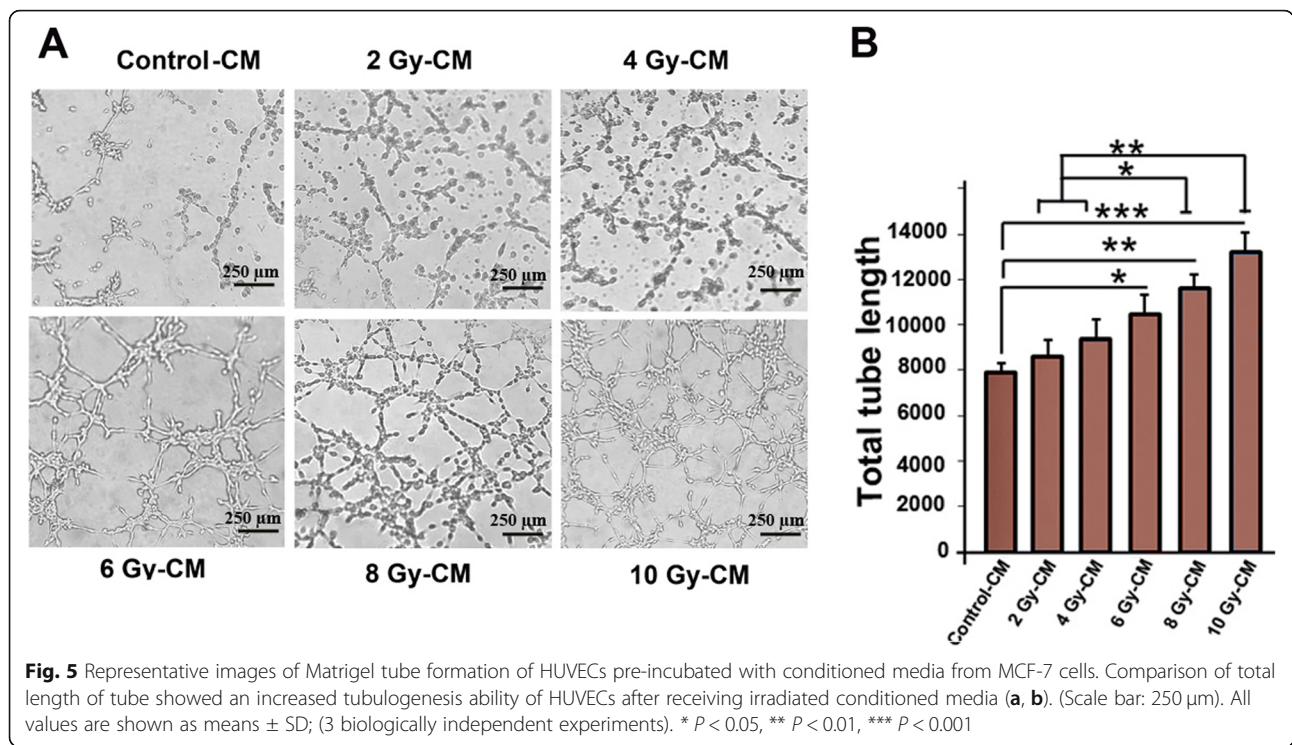 A
Control-CM 2 Gy-CM 4 Gy-CM
250 µm 250 µm 250 µm
250 µm 250 µm 250 µm
6 Gy-CM 8 Gy-CM 10 Gy-CM
B
**
*
***
**
*
Total tube length
14000
12000
10000
8000
6000
4000
2000
0
Control-CM
2 Gy-CM
4 Gy-CM
6 Gy-CM
8 Gy-CM
10 Gy-CM
Fig. 5 Representative images of Matrigel tube formation of HUVECs pre-incubated with conditioned media from MCF-7 cells. Comparison of total
length of tube showed an increased tubulogenesis ability of HUVECs after receiving irradiated conditioned media (a, b). (Scale bar: 250 µm). All
values are shown as means ± SD; (3 biologically independent experiments). * P < 0.05, ** P < 0.01, *** P < 0.001